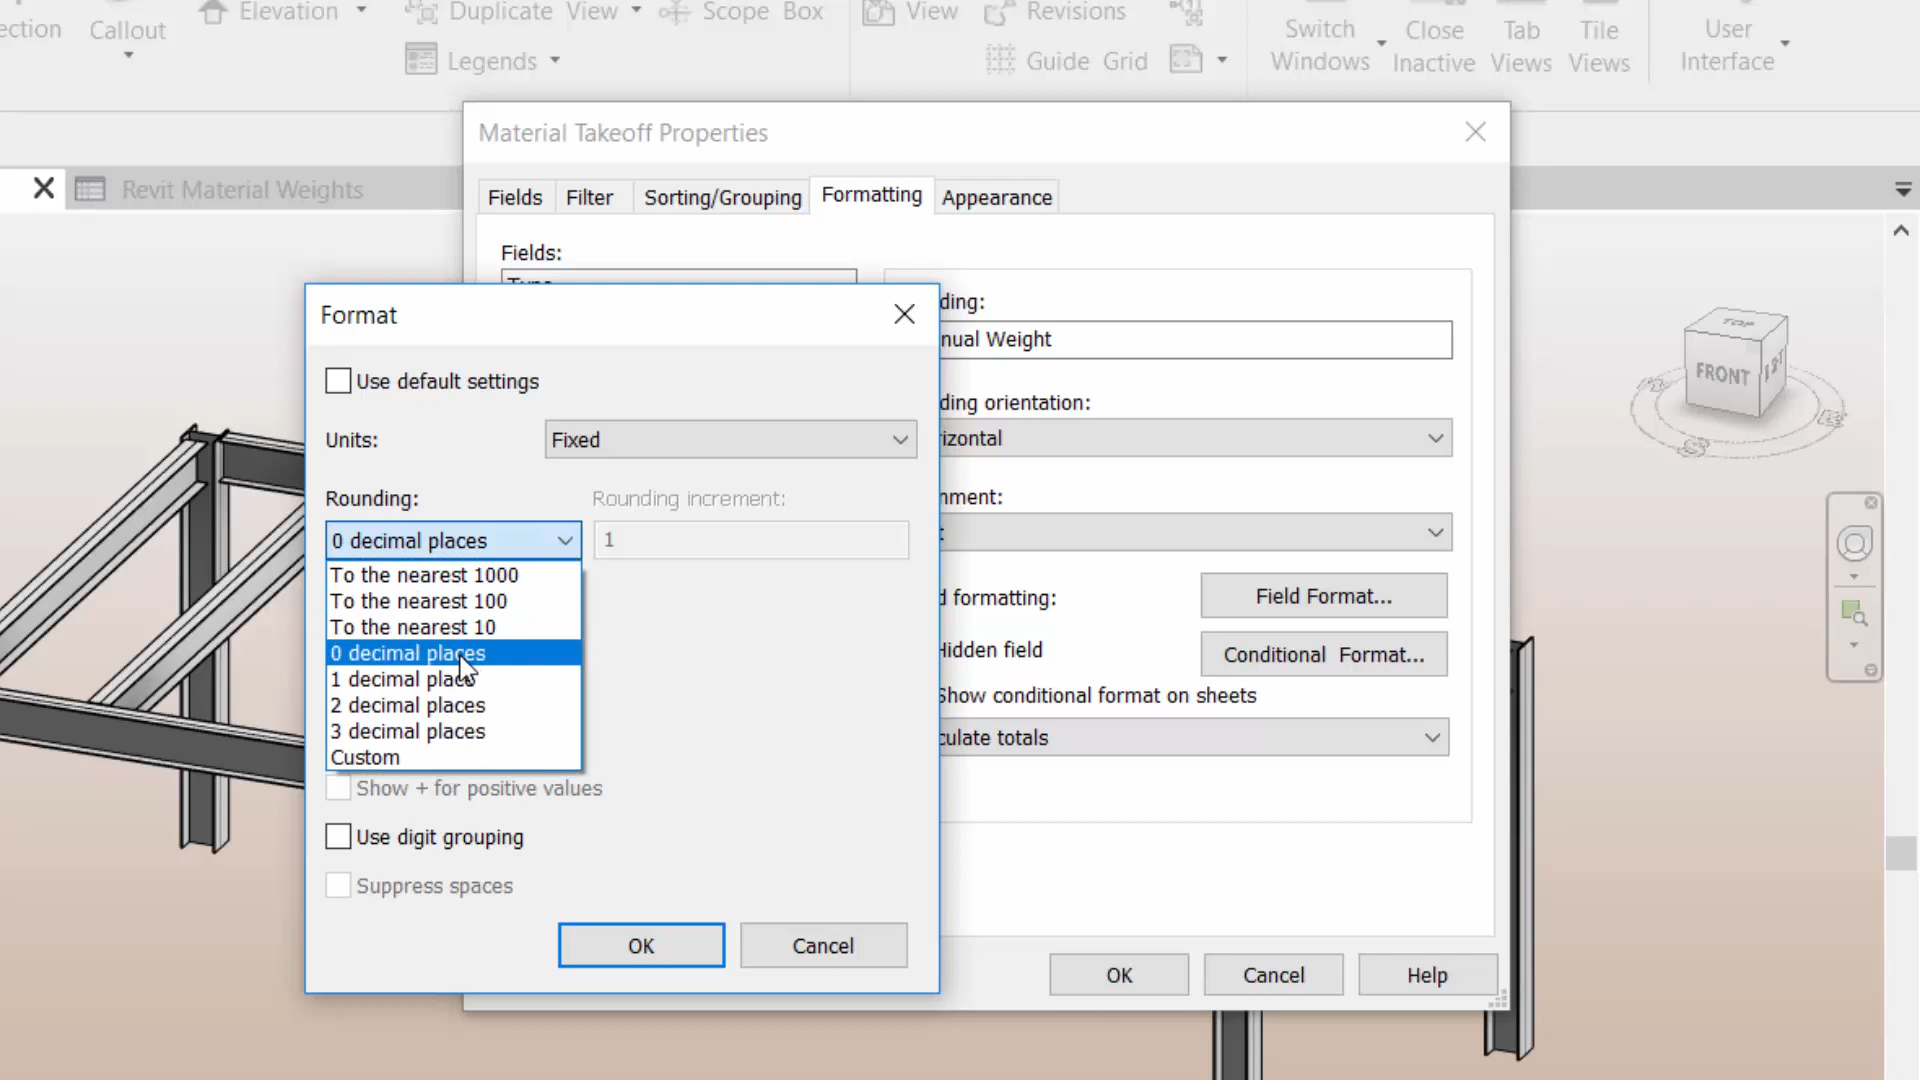 Elevation
Duplicate View
Scope Box
View
Revisions
Callout
Legends
Guide Grid
Switch Windows
Close Inactive
Tab Views
Tile Views
User Interface
Revit Material Weights
Material Takeoff Properties
Fields
Filter
Sorting/Grouping
Formatting
Appearance
Fields:
ding:
nual Weight
ding orientation:
rizontal
nment:
d formatting:
Field Format...
Hidden field
Conditional Format...
Show conditional format on sheets
culate totals
OK
Cancel
Help
Format
Use default settings
Units:
Fixed
Rounding:
Rounding increment:
0 decimal places
1
To the nearest 1000
To the nearest 100
To the nearest 10
0 decimal places
1 decimal place
2 decimal places
3 decimal places
Custom
Show + for positive values
Use digit grouping
Suppress spaces
OK
Cancel
TOP
FRONT